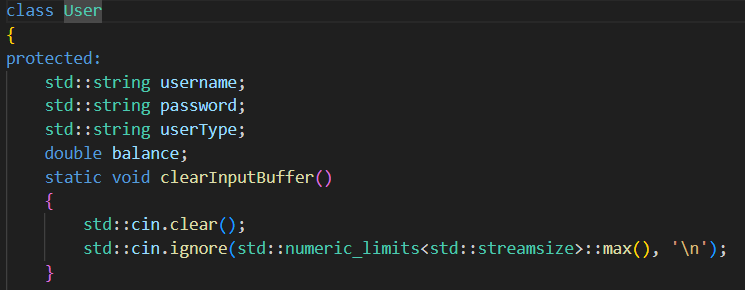 class User
{
protected:
    std::string username;
    std::string password;
    std::string userType;
    double balance;
    static void clearInputBuffer()
    {
        std::cin.clear();
        std::cin.ignore(std::numeric_limits<std::streamsize>::max(), '\n');
    }